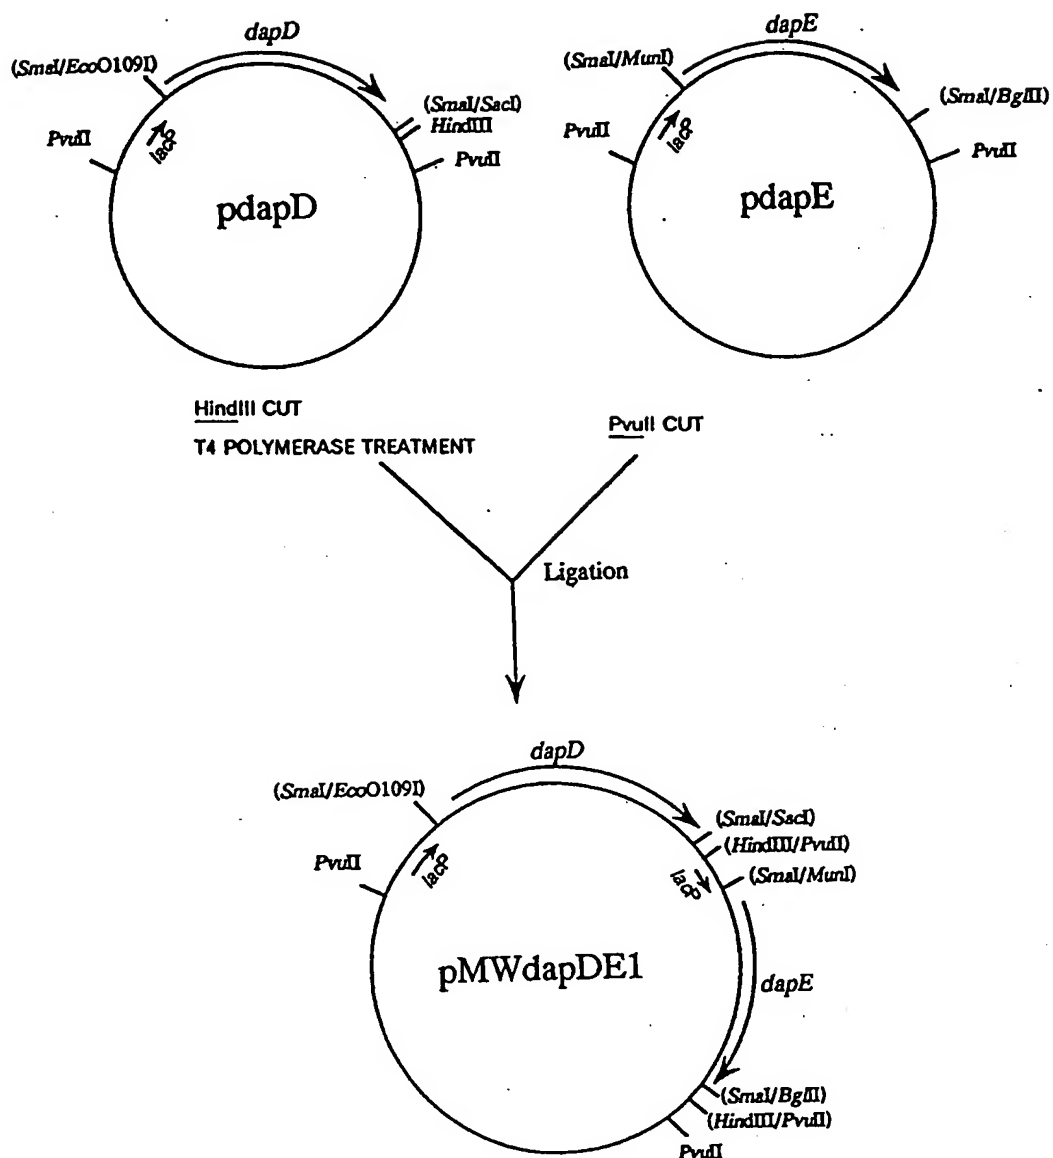 dapD
(SmaI/EcoO109I)
(SmaI/SacI)
HindIII
PvuII
PvuII
lacP
pdapD
dapE
(SmaI/MunI)
(SmaI/BglII)
PvuII
PvuII
lacP
pdapE
HindIII CUT
T4 POLYMERASE TREATMENT
PvuII CUT
Ligation
dapD
(SmaI/EcoO109I)
(SmaI/SacI)
(HindIII/PvuII)
(SmaI/MunI)
PvuII
lacP
lacP
pMWdapDE1
dapE
(SmaI/BglII)
(HindIII/PvuII)
PvuII